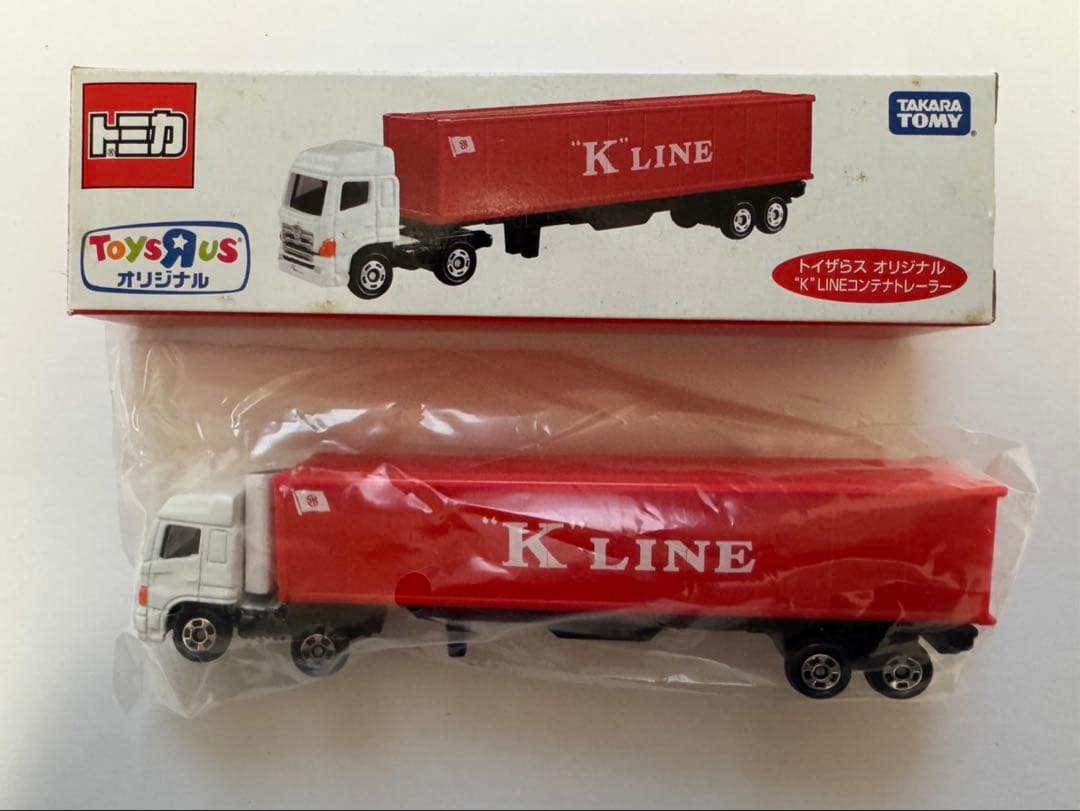 トミカ
TAKARA
TOMY
"K" LINE
ToysЯus
オリジナル
トイザらス オリジナル
"K" LINEコンテナトレーラー
"K" LINE